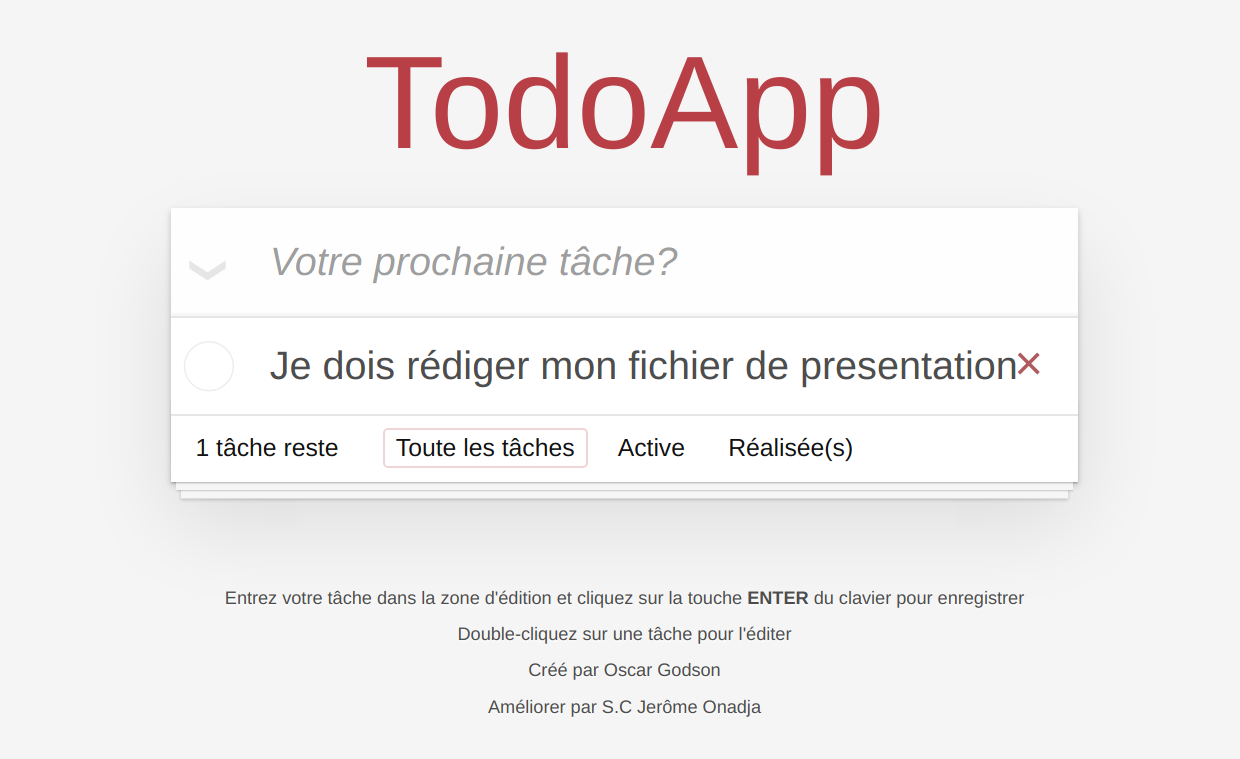 TodoApp
Votre prochaine tâche?
Je dois rédiger mon fichier de presentation×
1 tâche reste Toute les tâches Active Réalisée(s)
Entrez votre tâche dans la zone d'édition et cliquez sur la touche ENTER du clavier pour enregistrer
Double-cliquez sur une tâche pour l'éditer
Créé par Oscar Godson
Améliorer par S.C Jerôme Onadja